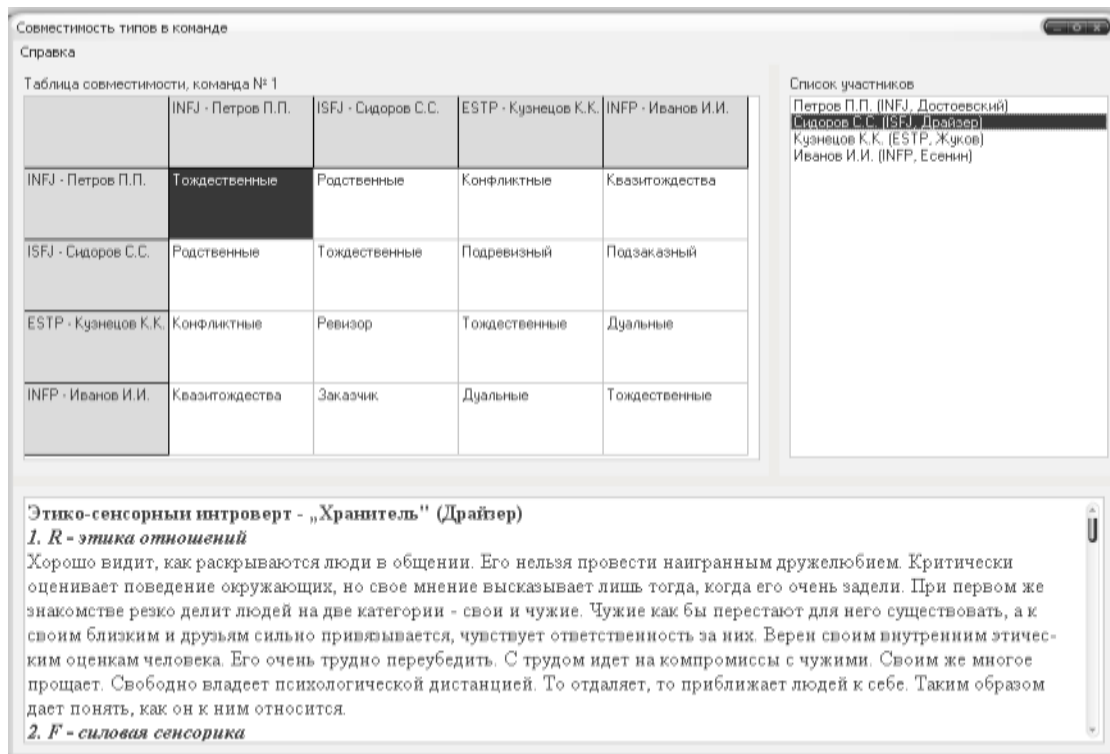 Совместимость типов в команде
Справка
Таблица совместимости, команда № 1
Список участников
INFJ - Петров П.П. ISFJ - Сидоров С.С. ESTP - Кузнецов К.К. INFP - Иванов И.И.
INFJ - Петров П.П. Тождественные Родственные Конфликтные Квазитождества
ISFJ - Сидоров С.С. Родственные Тождественные Подревизный Подзаказный
ESTP - Кузнецов К.К. Конфликтные Ревизор Тождественные Дуальные
INFP - Иванов И.И. Квазитождества Заказчик Дуальные Тождественные
Петров П.П. (INFJ, Достоевский)
Сидоров С.С. (ISFJ, Драйзер)
Кузнецов К.К. (ESTP, Жуков)
Иванов И.И. (INFP, Есенин)
Этико-сенсорныи интроверт - „Хранитель" (Драйзер)
1. R - этика отношений
Хорошо видит, как раскрываются люди в общении. Его нельзя провести наигранным дружелюбием. Критически
оценивает поведение окружающих, но свое мнение высказывает лишь тогда, когда его очень задели. При первом же
знакомстве резко делит людей на две категории - свои и чужие. Чужие как бы перестают для него существовать, а к
своим близким и друзьям сильно привязывается, чувствует ответственность за них. Верен своим внутренним этичес-
ким оценкам человека. Его очень трудно переубедить. С трудом идет на компромиссы с чужими. Своим же многое
прощает. Свободно владеет психологической дистанцией. То отдаляет, то приближает людей к себе. Таким образом
дает понять, как он к ним относится.
2. F - силовая сенсорика